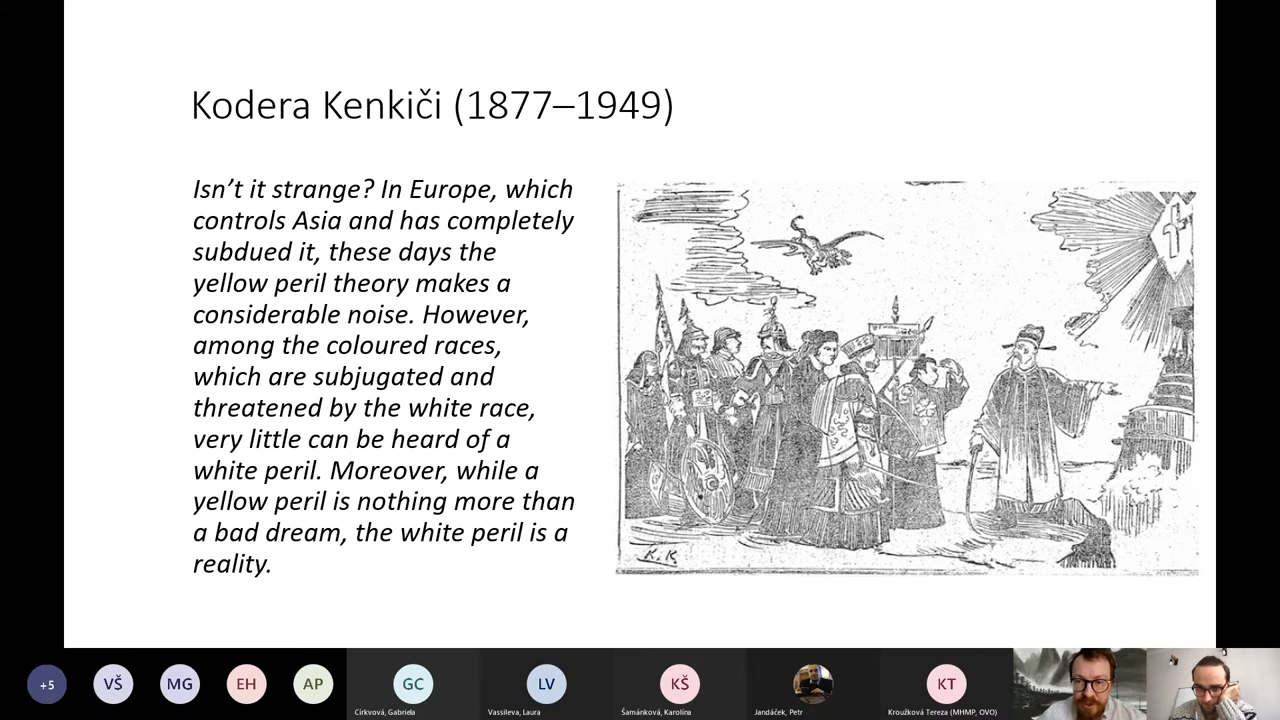 Kodera Kenkiči (1877–1949)
Isn’t it strange? In Europe, which
controls Asia and has completely
subdued it, these days the
yellow peril theory makes a
considerable noise. However,
among the coloured races,
which are subjugated and
threatened by the white race,
very little can be heard of a
white peril. Moreover, while a
yellow peril is nothing more than
a bad dream, the white peril is a
reality.
K.K
+5
VŠ
MG
EH
AP
GC
LV
KŠ
KT
Církvová, Gabriela
Vassileva, Laura
Šamánková, Karolína
Jandáček, Petr
Kroužková Tereza (MHMP, OVO)